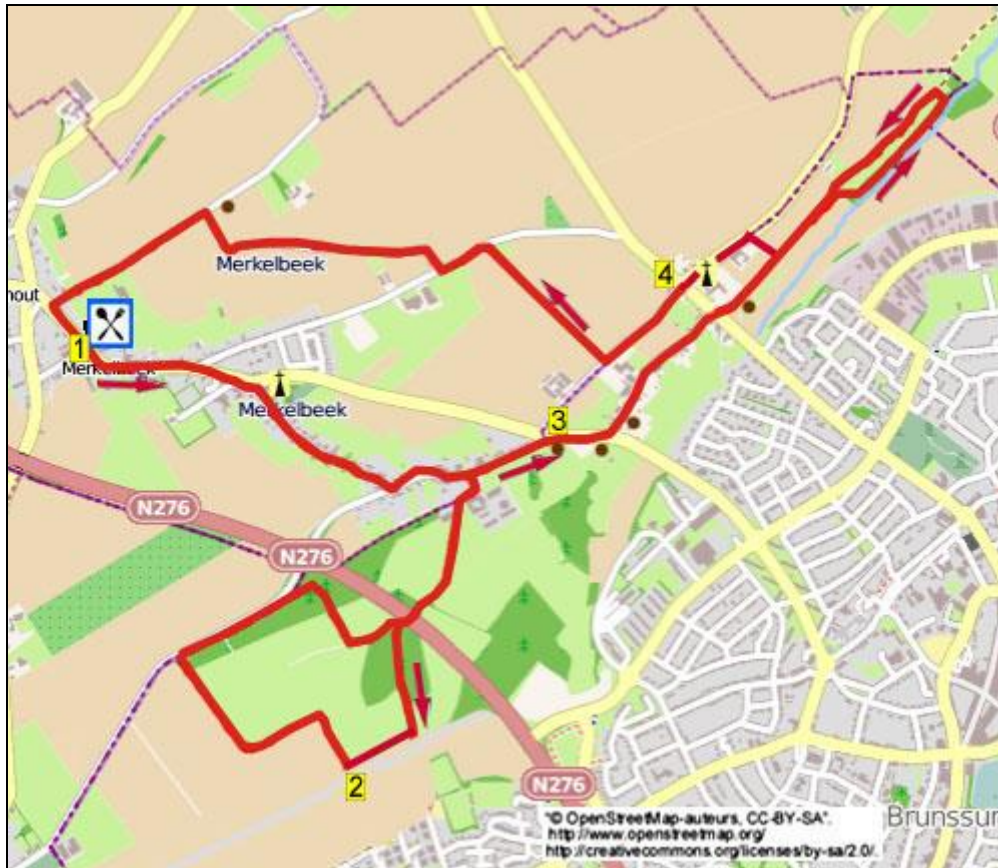 Merkelbeek
4
nout
1
Merkelbeek
Merkelbeek
3
N276
N276
2
N276
Brunssum
"© OpenStreetMap-auteurs, CC-BY-SA".
http://www.openstreetmap.org/
http://creativecommons.org/licenses/by-sa/2.0/.